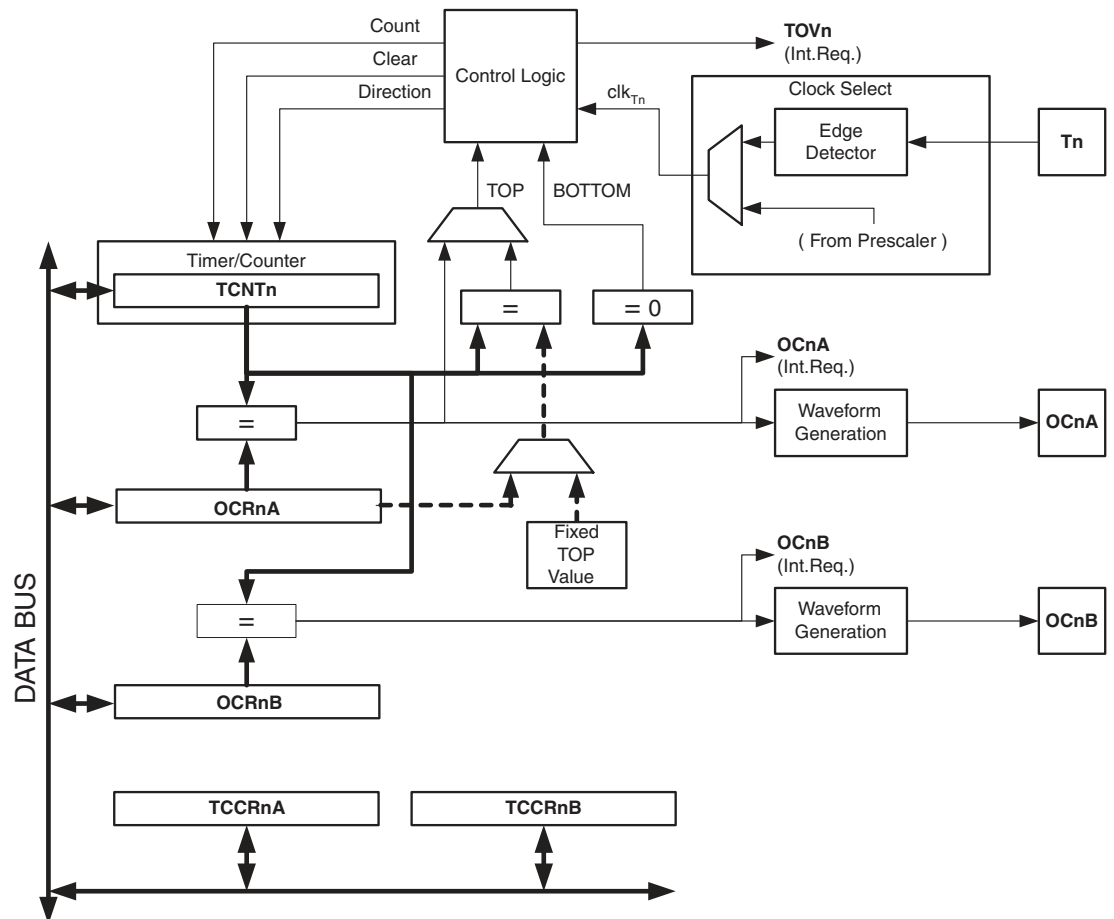 Count
Clear
Direction
Control Logic
TOVn
(Int.Req.)
clkTn
Clock Select
Edge
Detector
Tn
( From Prescaler )
TOP
BOTTOM
Timer/Counter
TCNTn
=
= 0
OCnA
(Int.Req.)
=
Waveform
Generation
OCnA
OCRnA
Fixed
TOP
Value
OCnB
(Int.Req.)
=
Waveform
Generation
OCnB
OCRnB
DATA BUS
TCCRnA
TCCRnB